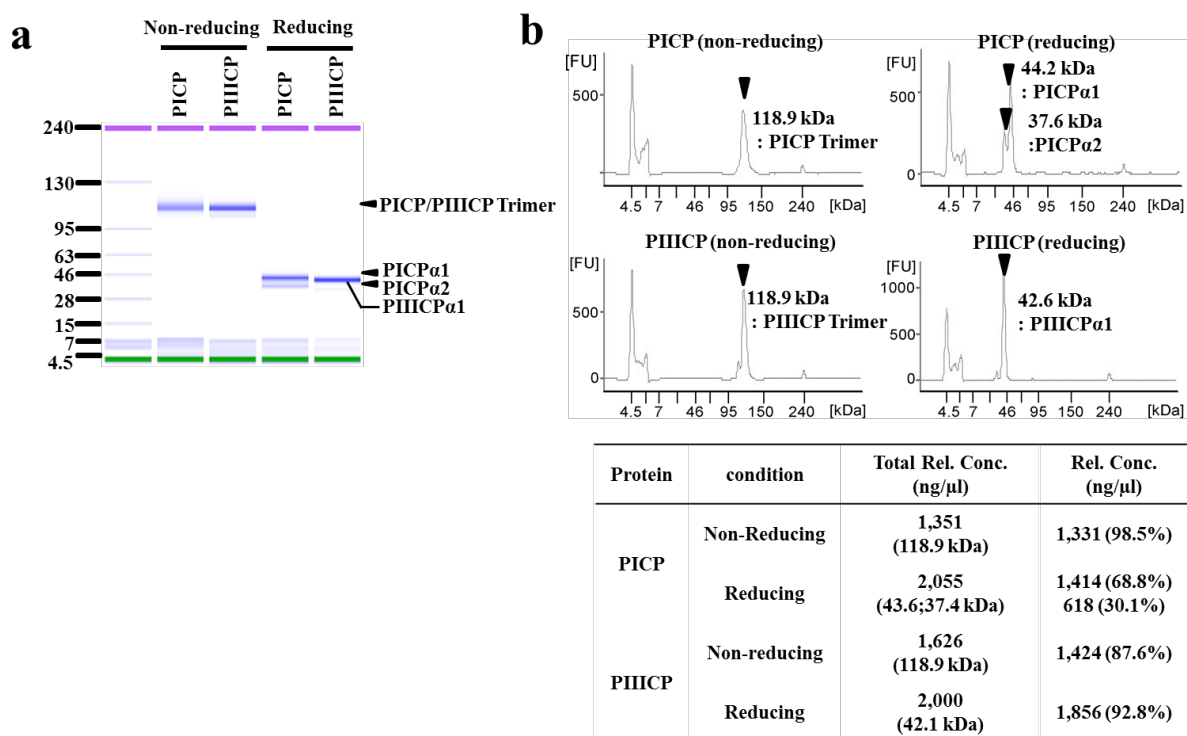 a
Non-reducing Reducing
PICP PIIICP PICP PIIICP
240
130
95
63
46
28
15
7
4.5
PICP/PIIICP Trimer
PICPα1
PICPα2
PIIICPα1
b
PICP (non-reducing)
[FU]
500
0
118.9 kDa
: PICP Trimer
4.5 7 46 95 150 240 [kDa]
PICP (reducing)
[FU]
500
0
44.2 kDa
: PICPα1
37.6 kDa
:PICPα2
4.5 7 46 95 150 240 [kDa]
PIIICP (non-reducing)
[FU]
500
0
118.9 kDa
: PIIICP Trimer
4.5 7 46 95 150 240 [kDa]
PIIICP (reducing)
[FU]
1000
500
0
42.6 kDa
: PIIICPα1
4.5 7 46 95 150 240 [kDa]
Protein condition Total Rel. Conc. Rel. Conc.
(ng/µl) (ng/µl)
PICP
Non-Reducing 1,351 1,331 (98.5%)
(118.9 kDa)
Reducing 2,055 1,414 (68.8%)
(43.6;37.4 kDa) 618 (30.1%)
PIIICP
Non-reducing 1,626 1,424 (87.6%)
(118.9 kDa)
Reducing 2,000 1,856 (92.8%)
(42.1 kDa)